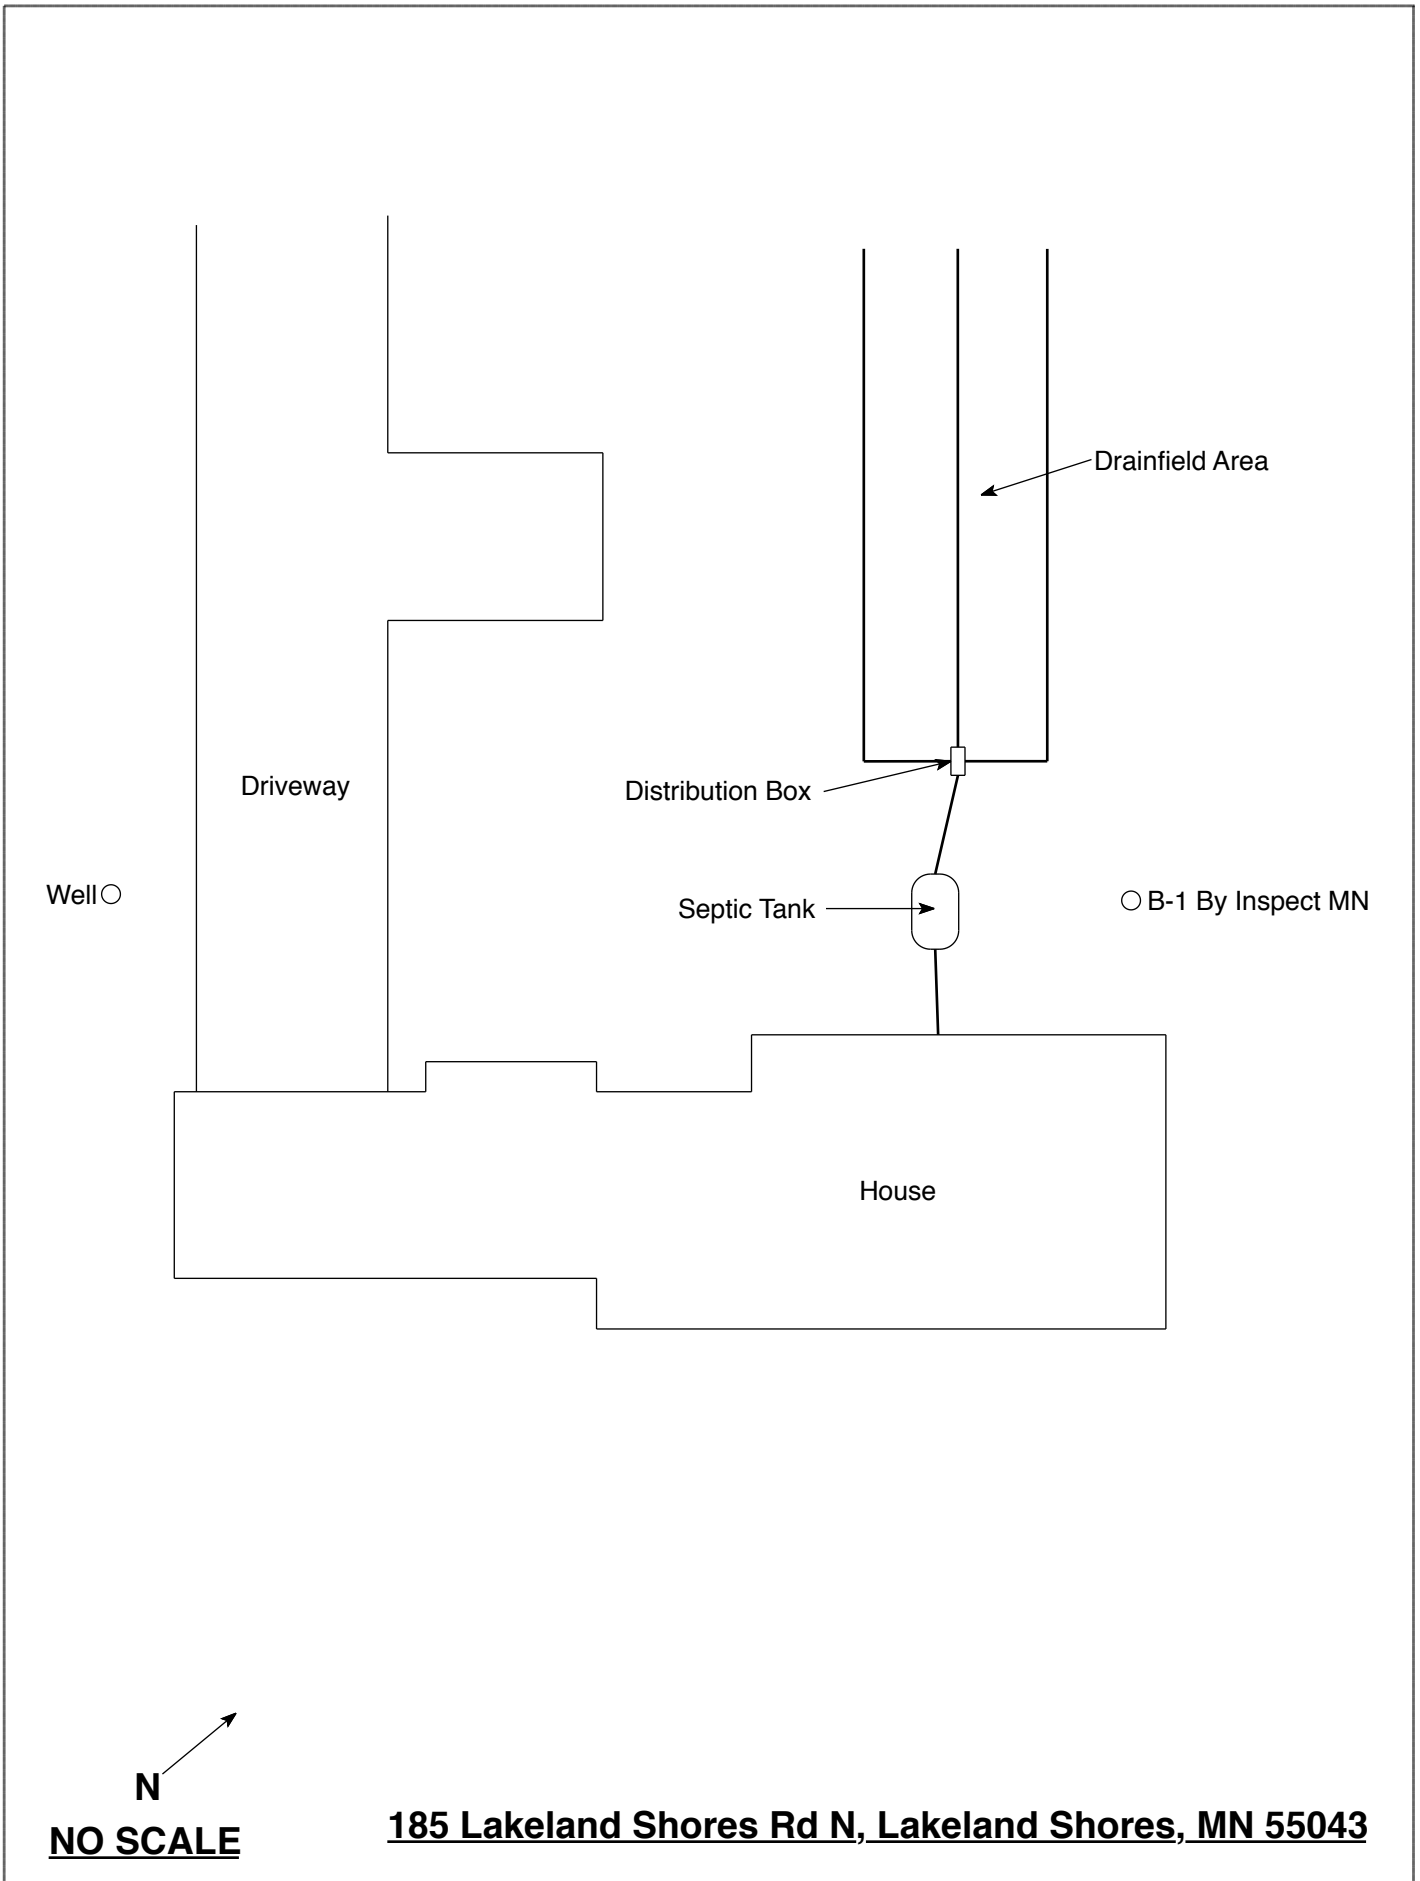 Drainfield Area
Driveway
Distribution Box
Well
Septic Tank
B-1 By Inspect MN
House
N
NO SCALE
185 Lakeland Shores Rd N, Lakeland Shores, MN 55043